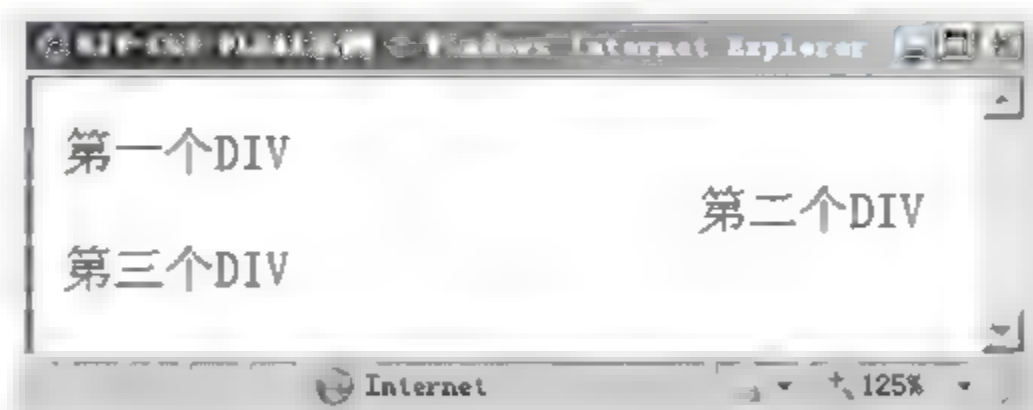 Windows Internet Explorer
第一个DIV
第二个DIV
第三个DIV
Internet 125%